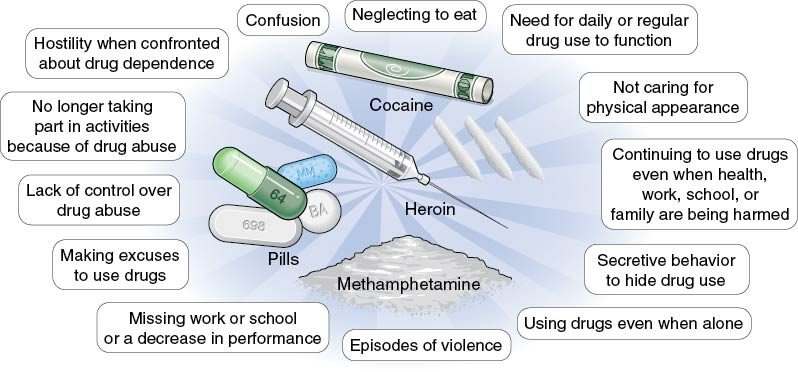 Confusion
Neglecting to eat
Need for daily or regular
drug use to function
Hostility when confronted
about drug dependence
Not caring for
physical appearance
Cocaine
No longer taking
part in activities
because of drug abuse
Continuing to use drugs
even when health,
work, school, or
family are being harmed
Lack of control over
drug abuse
MM
64
BA
698
Heroin
Pills
Making excuses
to use drugs
Secretive behavior
to hide drug use
Methamphetamine
Missing work or school
or a decrease in performance
Episodes of violence
Using drugs even when alone